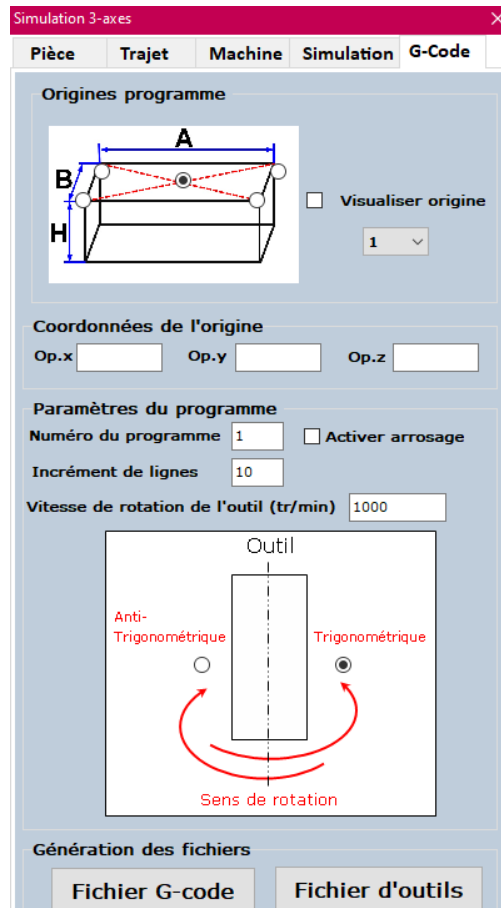 Simulation 3-axes
Pièce Trajet Machine Simulation G-Code
Origines programme
A
B
H
Visualiser origine
1
Coordonnées de l'origine
Op.x Op.y Op.z
Paramètres du programme
Numéro du programme 1 Activer arrosage
Incrément de lignes 10
Vitesse de rotation de l'outil (tr/min) 1000
Outil
Anti-
Trigonométrique Trigonométrique
Sens de rotation
Génération des fichiers
Fichier G-code Fichier d'outils